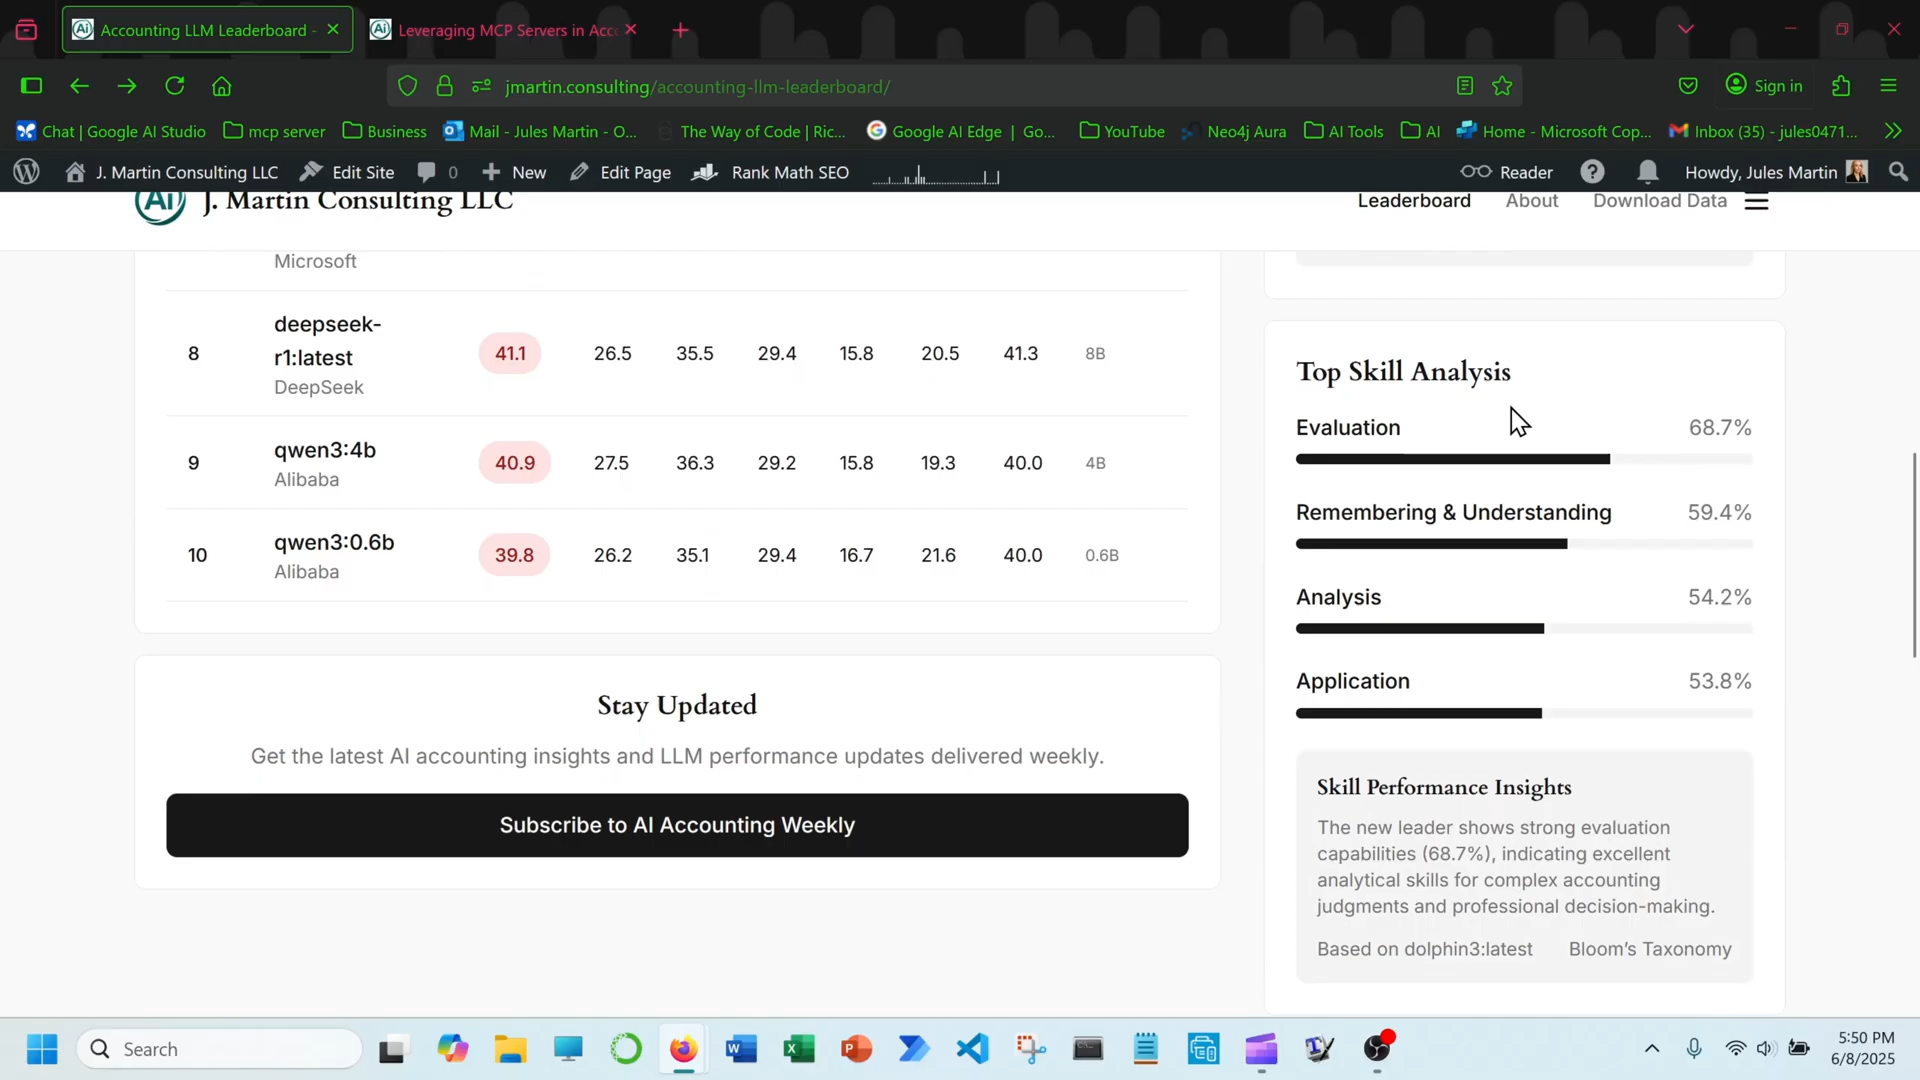 Accounting LLM Leaderboard -
Leveraging MCP Servers in Acc
jmartin.consulting/accounting-llm-leaderboard/
Sign in
Chat | Google AI Studio
mcp server
Business
Mail - Jules Martin - O...
The Way of Code | Ric...
Google AI Edge | Go...
YouTube
Neo4j Aura
AI Tools
AI
Home - Microsoft Cop...
Inbox (35) - jules0471...
J. Martin Consulting LLC
Edit Site
0
New
Edit Page
Rank Math SEO
Reader
Howdy, Jules Martin
Ai
J. Martin Consulting LLC
Leaderboard
About
Download Data
Microsoft
8
deepseek-
r1:latest
DeepSeek
41.1 26.5 35.5 29.4 15.8 20.5 41.3 8B
9
qwen3:4b
Alibaba
40.9 27.5 36.3 29.2 15.8 19.3 40.0 4B
10
qwen3:0.6b
Alibaba
39.8 26.2 35.1 29.4 16.7 21.6 40.0 0.6B
Stay Updated
Get the latest AI accounting insights and LLM performance updates delivered weekly.
Subscribe to AI Accounting Weekly
Top Skill Analysis
Evaluation 68.7%
Remembering & Understanding 59.4%
Analysis 54.2%
Application 53.8%
Skill Performance Insights
The new leader shows strong evaluation
capabilities (68.7%), indicating excellent
analytical skills for complex accounting
judgments and professional decision-making.
Based on dolphin3:latest
Bloom's Taxonomy
Search
5:50 PM
6/8/2025